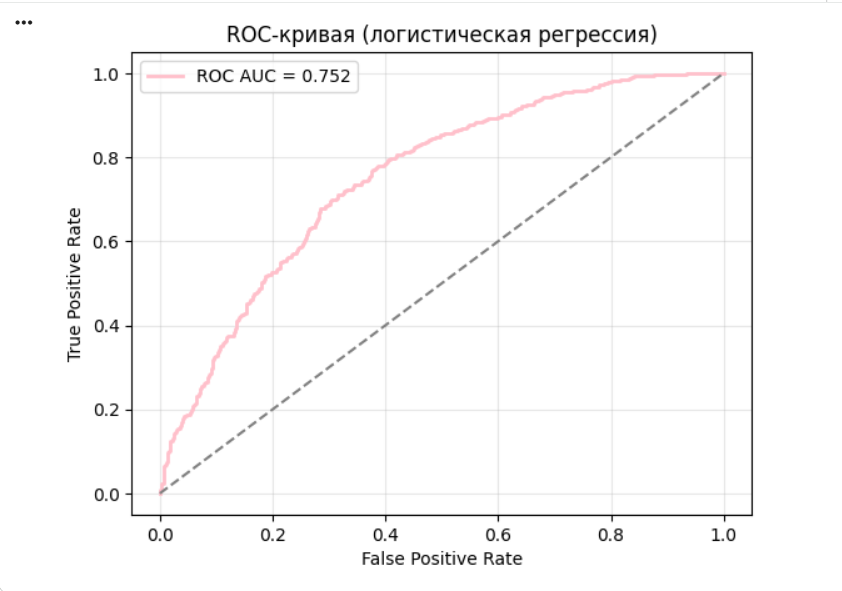 ...
ROC-кривая (логистическая регрессия)
ROC AUC = 0.752
True Positive Rate
1.0
0.8
0.6
0.4
0.2
0.0
0.0 0.2 0.4 0.6 0.8 1.0
False Positive Rate